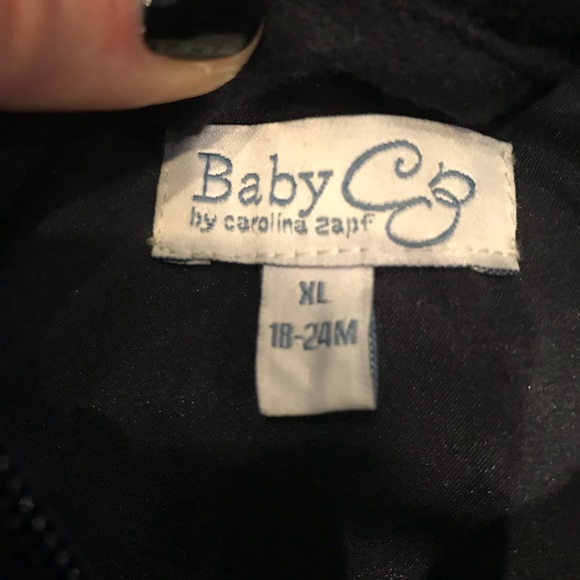 Baby CZ
by carolina zapf
XL
18-24M